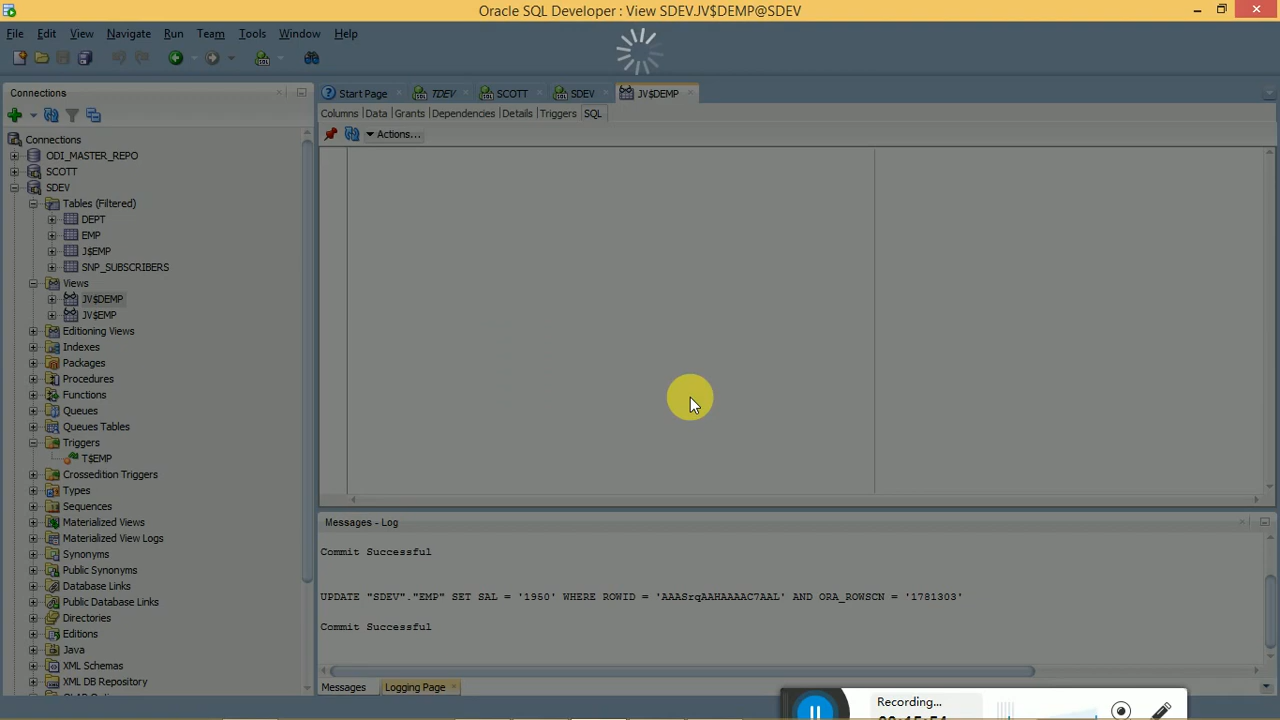 Oracle SQL Developer : View SDEVJV$DEMP@SDEV
File Edit View Navigate Run Team Tools Window Help
Connections
Start Page TDEV SCOTT SDEV JV$DEMP
Columns Data Grants Dependencies Details Triggers SQL
Actions...
Connections
ODI_MASTER_REPO
SCOTT
SDEV
Tables (Filtered)
DEPT
EMP
J$EMP
SNP_SUBSCRIBERS
Views
JV$DEMP
JV$EMP
Editioning Views
Indexes
Packages
Procedures
Functions
Queues
Queues Tables
Triggers
T$EMP
Crossedition Triggers
Types
Sequences
Materialized Views
Materialized View Logs
Synonyms
Public Synonyms
Database Links
Public Database Links
Directories
Editions
Java
XML Schemas
XML DB Repository
Messages - Log
Commit Successful
UPDATE "SDEV"."EMP" SET SAL = '1950' WHERE ROWID = 'AAASrqAAHAAAAC7AAL' AND ORA_ROWSCN = '1781303'
Commit Successful
Messages Logging Page
Recording...